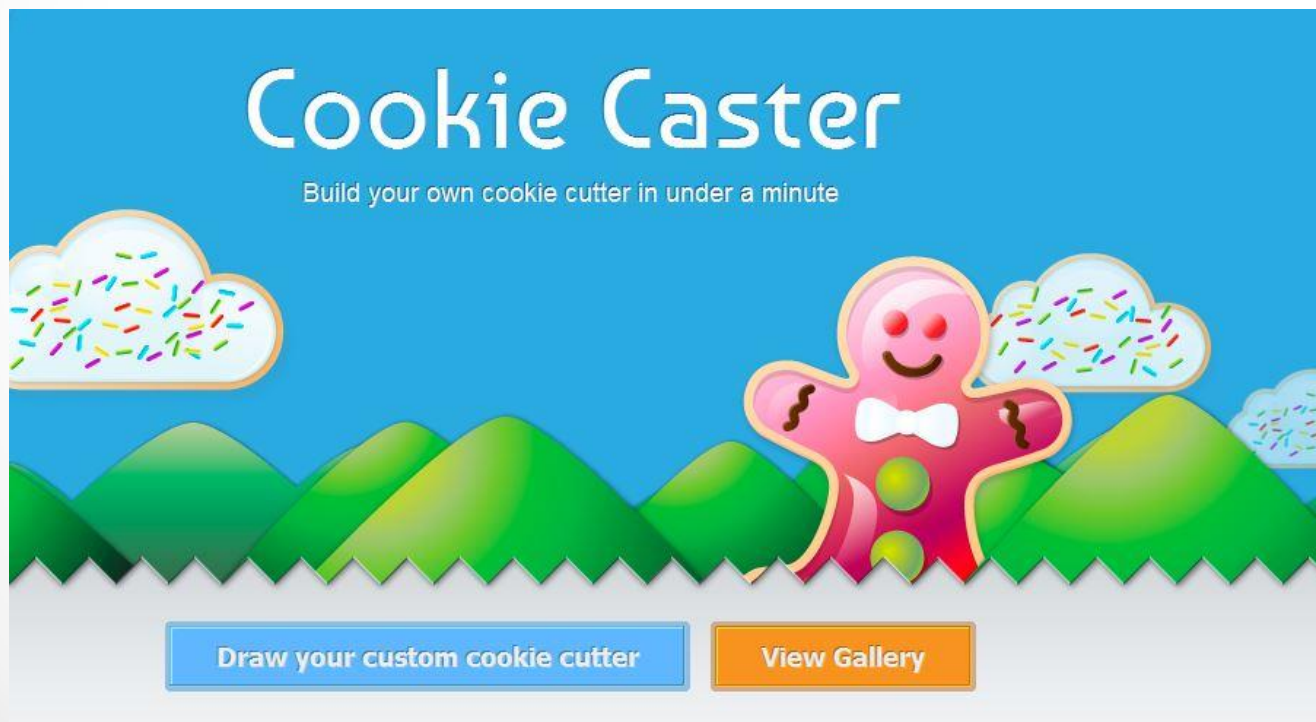 Cookie Caster
Build your own cookie cutter in under a minute
Draw your custom cookie cutter
View Gallery